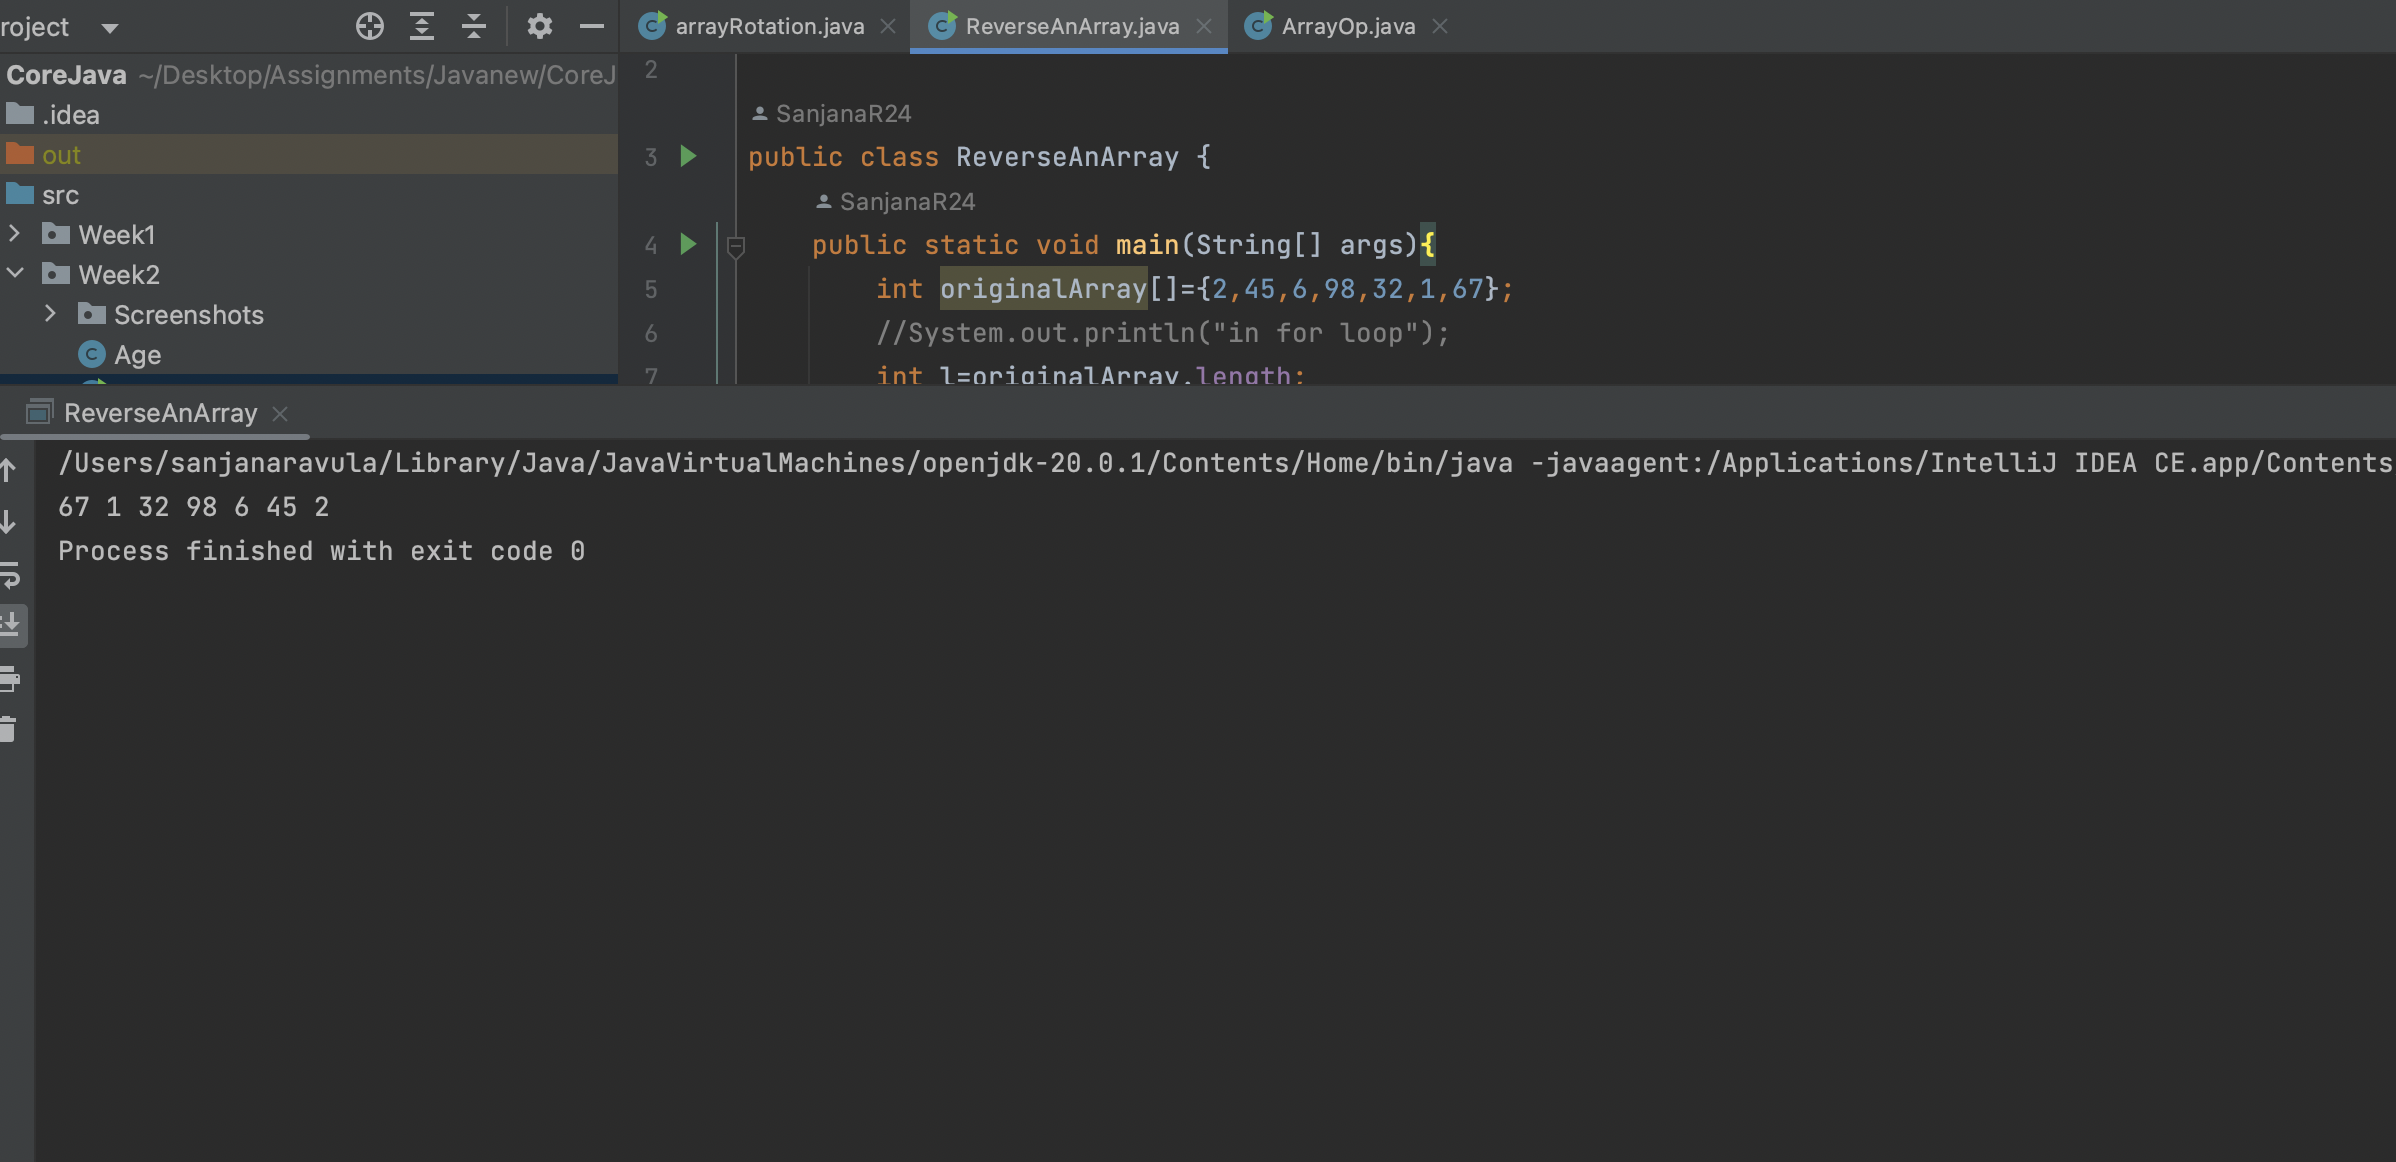 roject
arrayRotation.java
ReverseAnArray.java
ArrayOp.java
CoreJava ~/Desktop/Assignments/Javanew/CoreJ
.idea
out
src
Week1
Week2
Screenshots
Age
2
SanjanaR24
3 public class ReverseAnArray {
SanjanaR24
4 public static void main(String[] args){
5 int originalArray[]={2,45,6,98,32,1,67};
6 //System.out.println("in for loop");
7 int l=originalArray.length;
ReverseAnArray
/Users/sanjanaravula/Library/Java/JavaVirtualMachines/openjdk-20.0.1/Contents/Home/bin/java -javaagent:/Applications/IntelliJ IDEA CE.app/Contents
67 1 32 98 6 45 2
Process finished with exit code 0